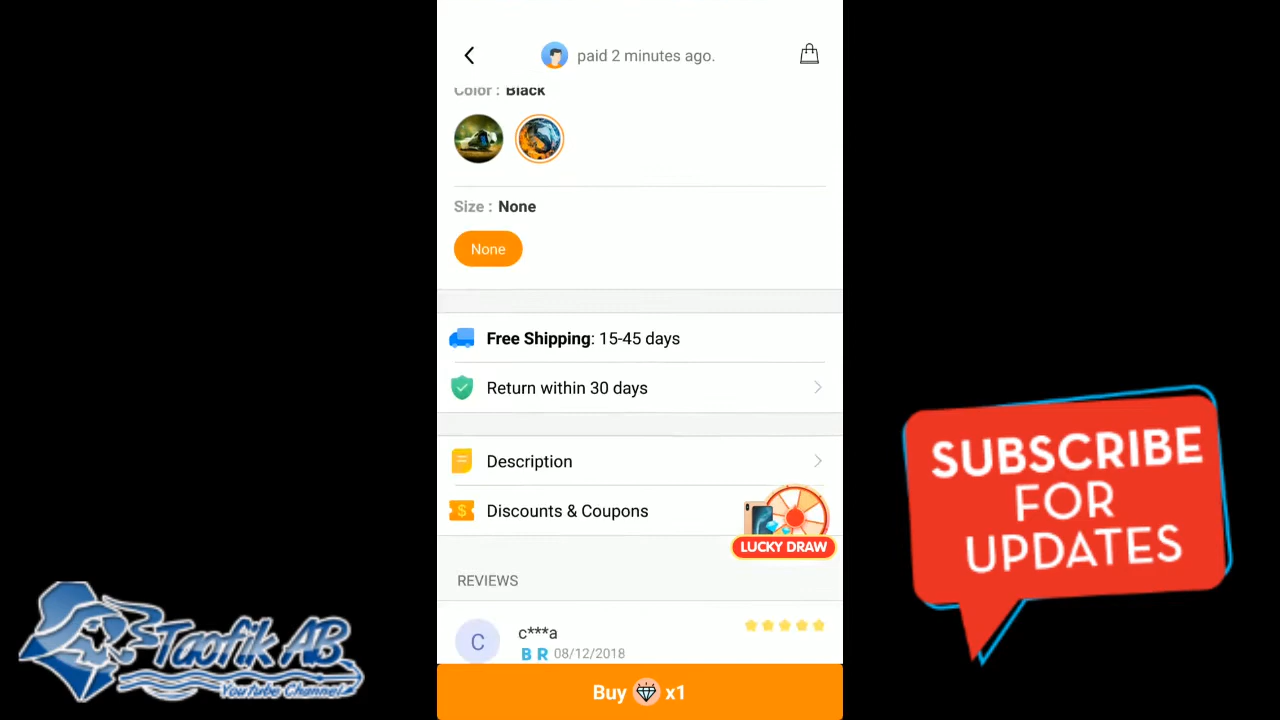 paid 2 minutes ago.
Color : Black
Size : None
None
Free Shipping: 15-45 days
Return within 30 days
Description
Discounts & Coupons
LUCKY DRAW
REVIEWS
C
c***a
BR 08/12/2018
Buy x1
SUBSCRIBE
FOR
UPDATES
Taofik AB
Youtube Channel